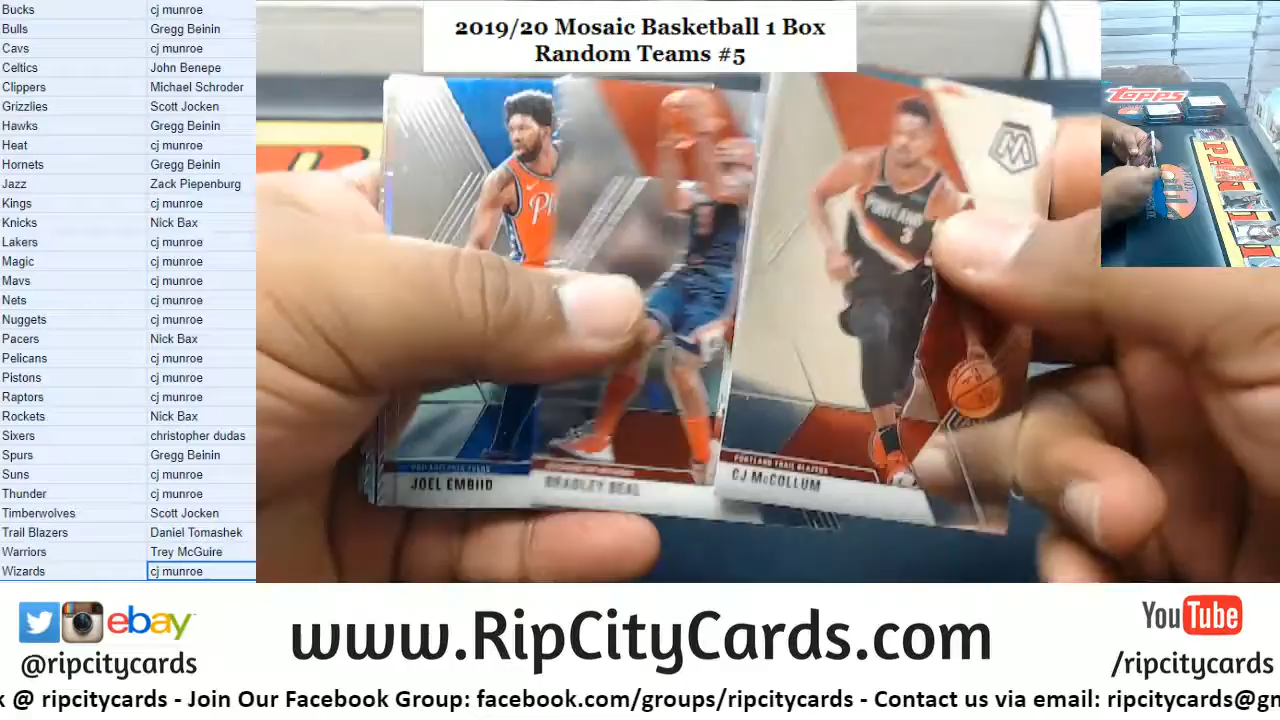 Bucks cj munroe
Bulls Gregg Beinin
Cavs cj munroe
Celtics John Benepe
Clippers Michael Schroder
Grizzlies Scott Jocken
Hawks Gregg Beinin
Heat cj munroe
Hornets Gregg Beinin
Jazz Zack Piepenburg
Kings cj munroe
Knicks Nick Bax
Lakers cj munroe
Magic cj munroe
Mavs cj munroe
Nets cj munroe
Nuggets cj munroe
Pacers Nick Bax
Pelicans cj munroe
Pistons cj munroe
Raptors cj munroe
Rockets Nick Bax
Sixers christopher dudas
Spurs Gregg Beinin
Suns cj munroe
Thunder cj munroe
Timberwolves Scott Jocken
Trail Blazers Daniel Tomashek
Warriors Trey McGuire
Wizards cj munroe
2019/20 Mosaic Basketball 1 Box
Random Teams #5
Topps
PORTLAND
3
PHILADELPHIA 76ERS
JOEL EMBIID
BRADLEY BEAL
PORTLAND TRAIL BLAZERS
CJ McCOLLUM
ebay
@ripcitycards
www.RipCityCards.com
YouTube
/ripcitycards
k @ ripcitycards - Join Our Facebook Group: facebook.com/groups/ripcitycards - Contact us via email: ripcitycards@gm